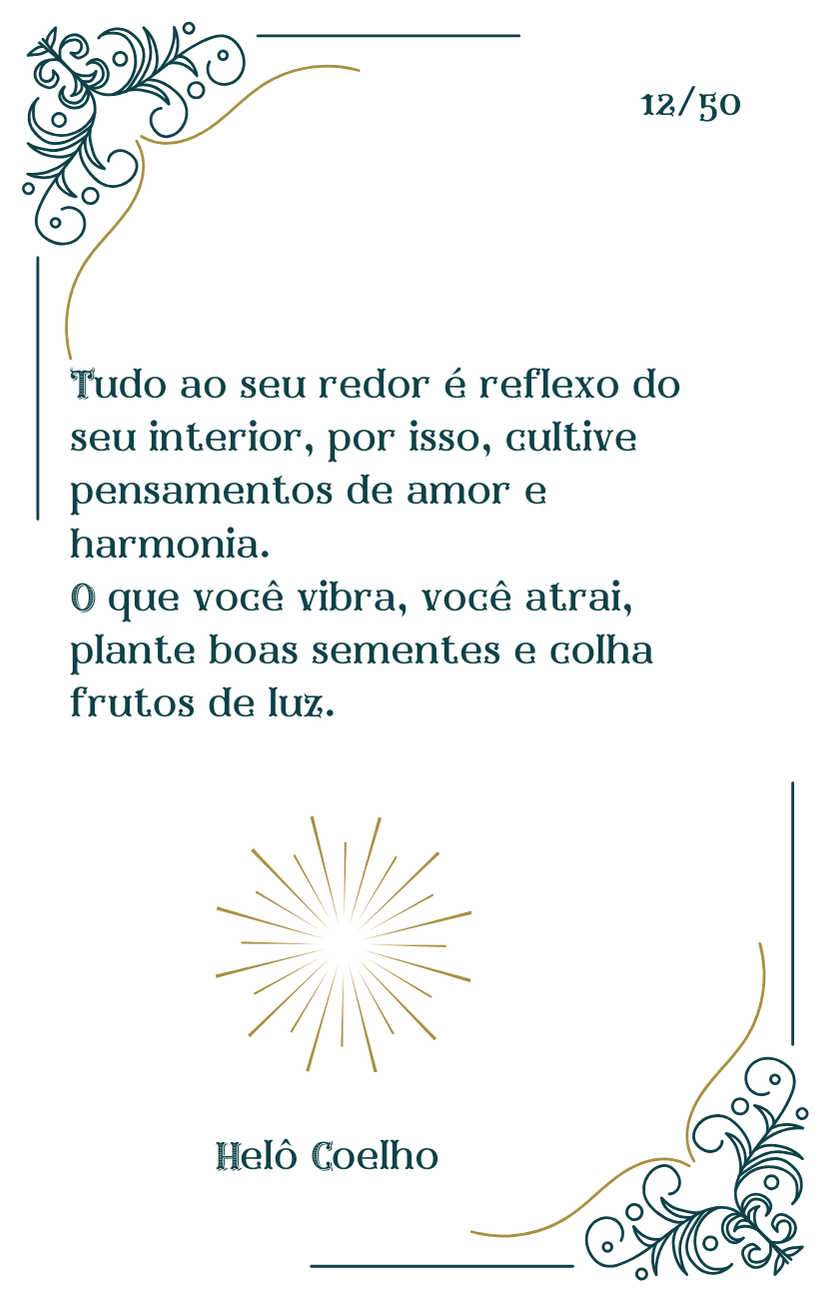 12/50
Tudo ao seu redor é reflexo do
seu interior, por isso, cultive
pensamentos de amor e
harmonia.
O que você vibra, você atrai,
plante boas sementes e colha
frutos de luz.
Helô Coelho